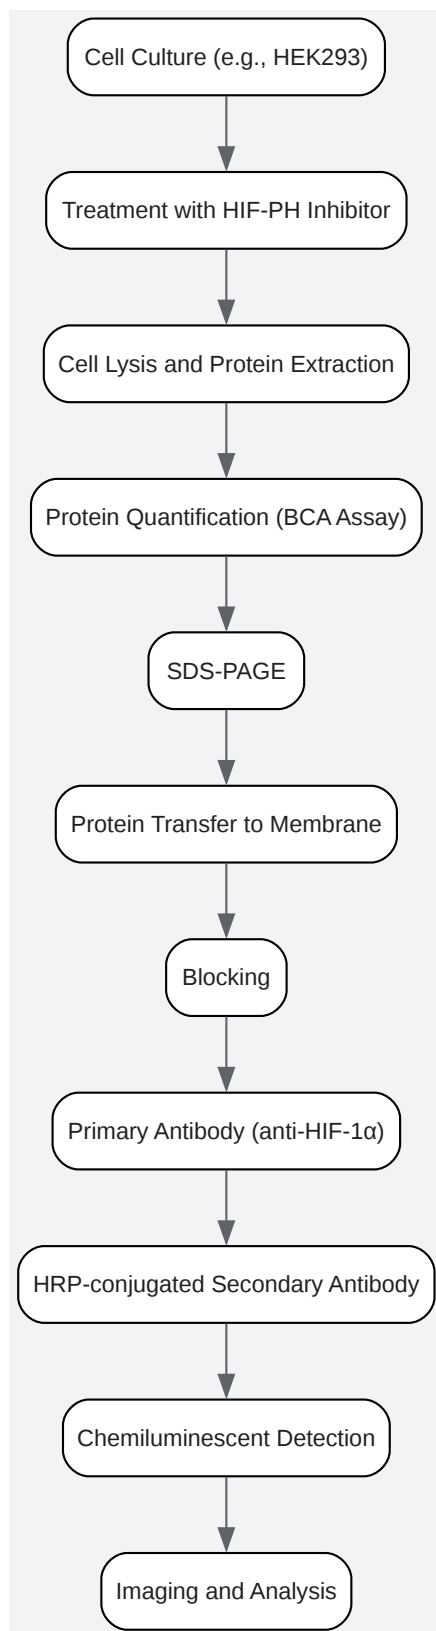 Cell Culture (e.g., HEK293)
Treatment with HIF-PH Inhibitor
Cell Lysis and Protein Extraction
Protein Quantification (BCA Assay)
SDS-PAGE
Protein Transfer to Membrane
Blocking
Primary Antibody (anti-HIF-1α)
HRP-conjugated Secondary Antibody
Chemiluminescent Detection
Imaging and Analysis